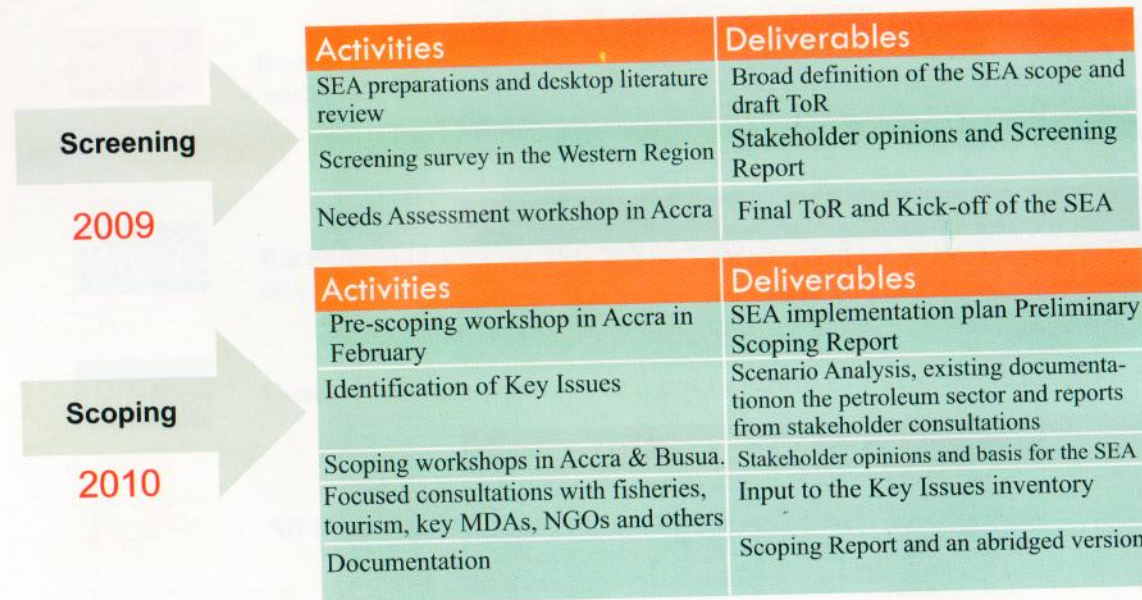 Screening
2009
Activities
Deliverables
SEA preparations and desktop literature
review
Broad definition of the SEA scope and
draft ToR
Screening survey in the Western Region
Stakeholder opinions and Screening
Report
Needs Assessment workshop in Accra
Final ToR and Kick-off of the SEA
Scoping
2010
Activities
Deliverables
Pre-scoping workshop in Accra in
February
SEA implementation plan Preliminary
Scoping Report
Identification of Key Issues
Scenario Analysis, existing documenta-
tionon the petroleum sector and reports
from stakeholder consultations
Scoping workshops in Accra & Busua.
Stakeholder opinions and basis for the SEA
Focused consultations with fisheries,
tourism, key MDAs, NGOs and others
Input to the Key Issues inventory
Documentation
Scoping Report and an abridged version